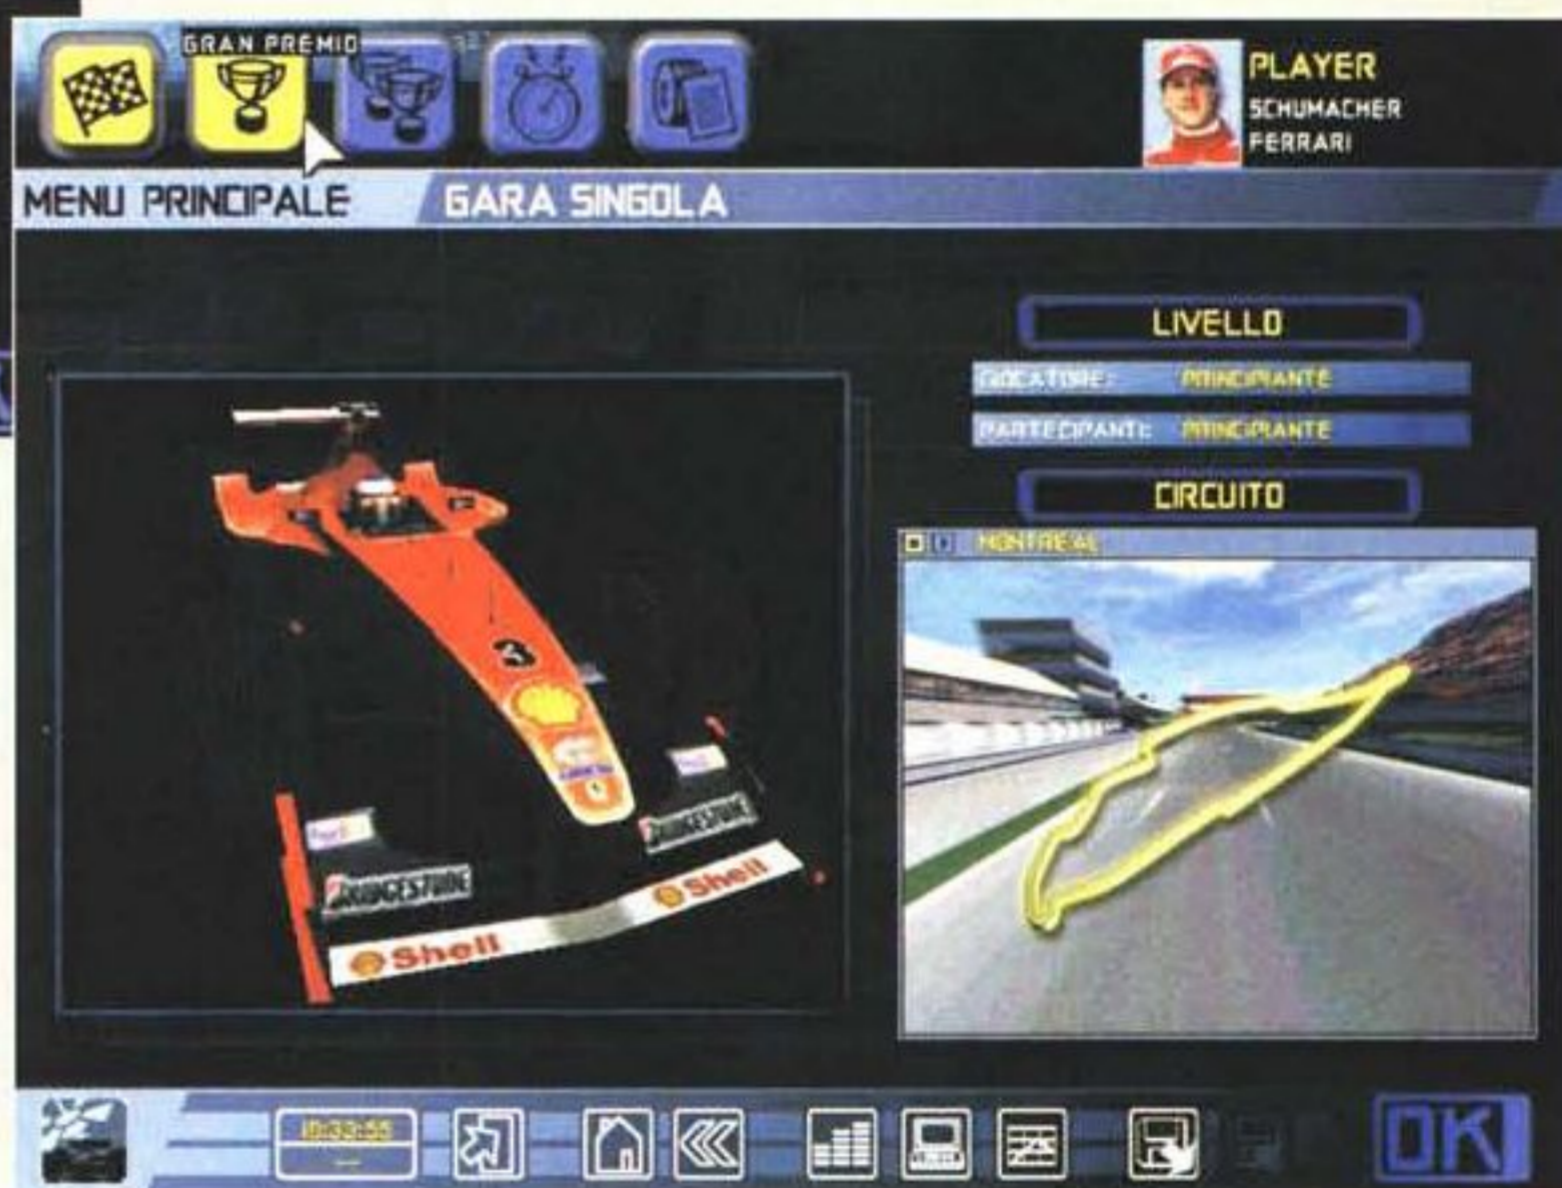 GRAN PREMIO
PLAYER
SCHUMACHER
FERRARI
MENU PRINCIPALE
GARA SINGOLA
LIVELLO
GIOCATORE: PRINCIPIANTE
PARTECIPANTI: PRINCIPIANTE
CIRCUITO
MONTREAL
3
BRIDGESTONE
BRIDGESTONE
Shell
Shell
OK